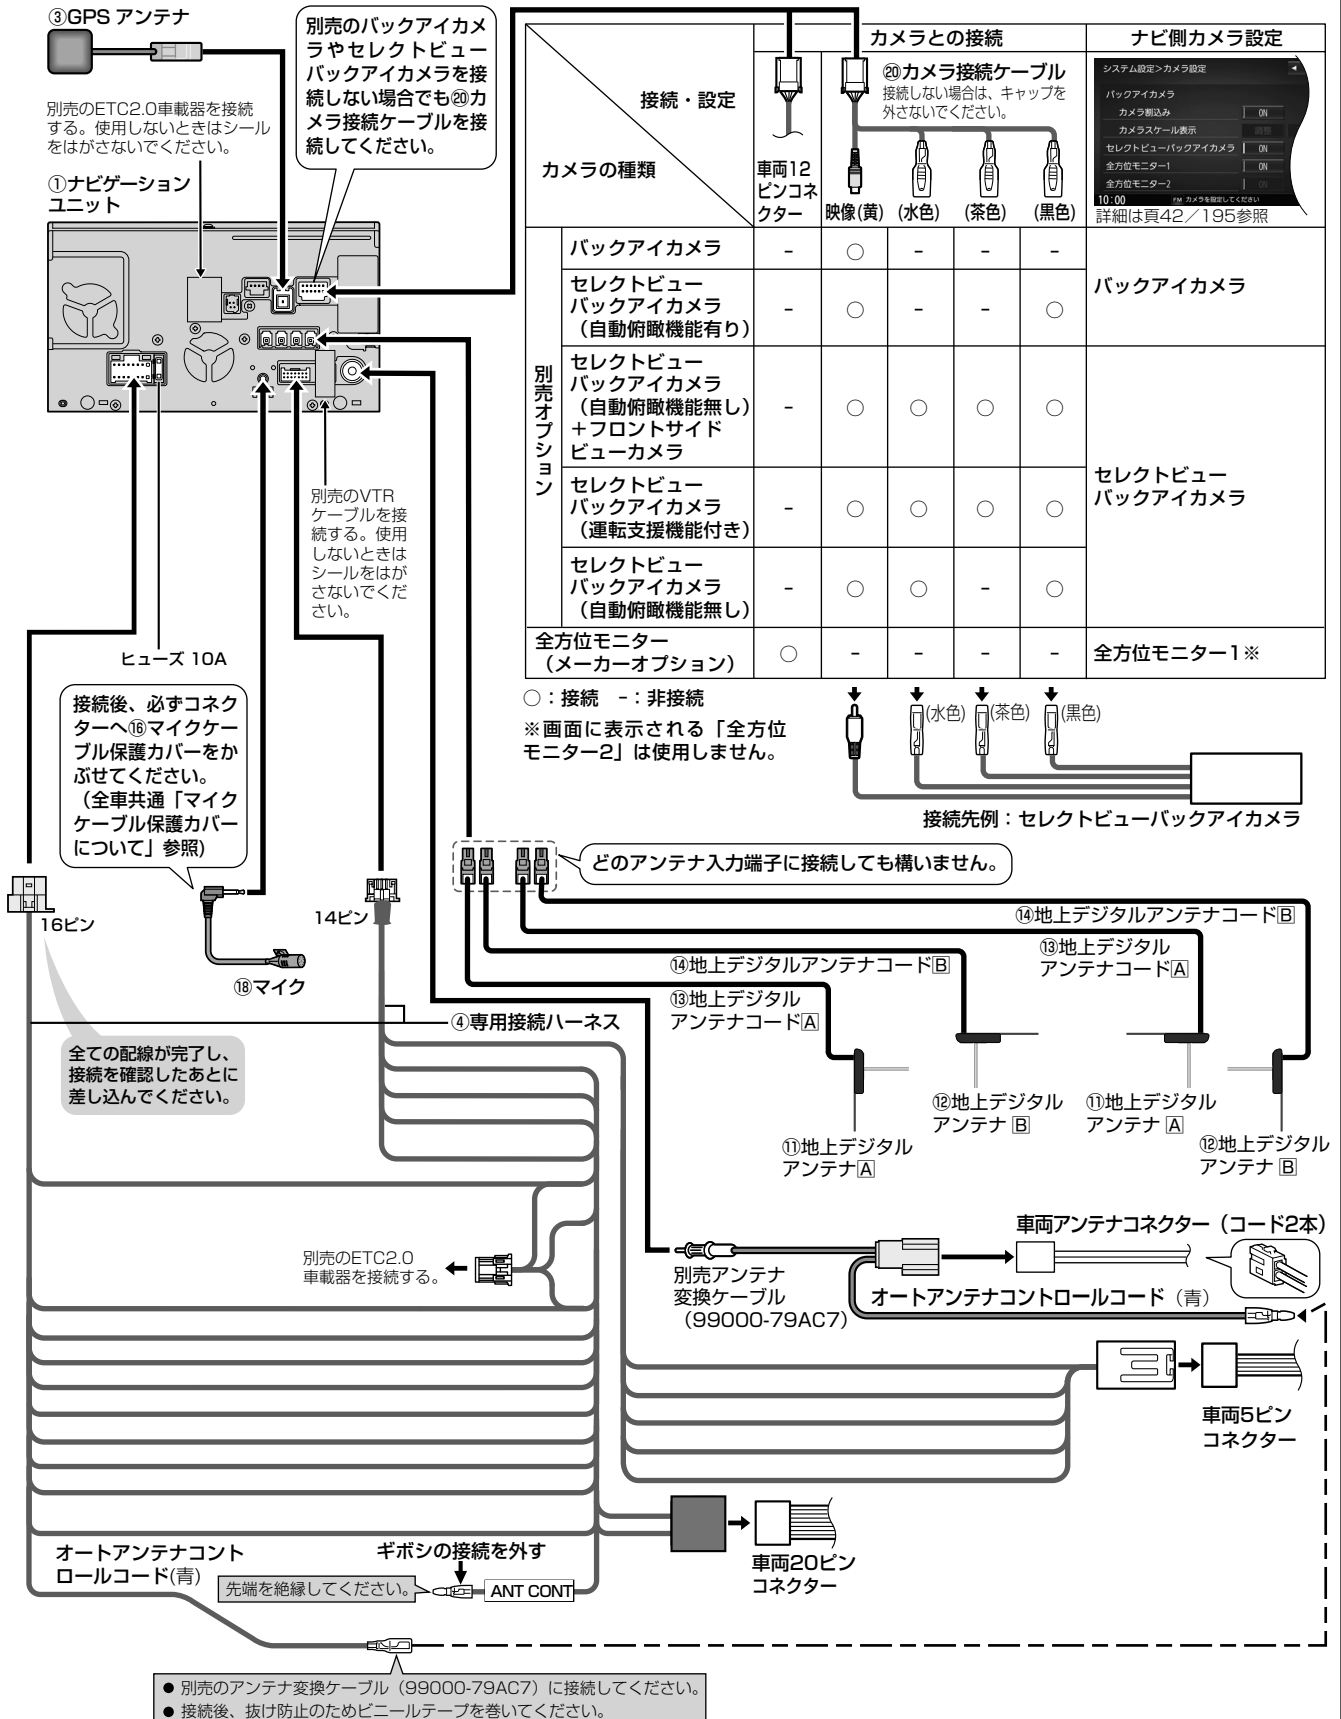 ③GPS アンテナ
別売のETC2.0車載器を接続
する。使用しないときはシール
をはがさないでください。
①ナビゲーション
ユニット
別売のバックアイカメ
ラやセレクトビュー
バックアイカメラを接
続しない場合でも⑳カ
メラ接続ケーブルを接
続してください。
接続・設定
カメラの種類
カメラとの接続
ナビ側カメラ設定
⑳カメラ接続ケーブル
接続しない場合は、キャップを
外さないでください。
車両12
ピンコネ
クター
映像(黄)
(水色)
(茶色)
(黒色)
システム設定>カメラ設定
バックアイカメラ
カメラ割込み ON
カメラスケール表示 調整
セレクトビューバックアイカメラ ON
全方位モニター1 ON
全方位モニター2 ON
10:00 FM カメラを設定してください
詳細は頁42/195参照
別売オプション
バックアイカメラ
- ○ - - -
セレクトビュー
バックアイカメラ
(自動俯瞰機能有り)
- ○ - - ○
バックアイカメラ
セレクトビュー
バックアイカメラ
(自動俯瞰機能無し)
+フロントサイド
ビューカメラ
- ○ ○ ○ ○
セレクトビュー
バックアイカメラ
(運転支援機能付き)
- ○ ○ ○ ○
セレクトビュー
バックアイカメラ
(自動俯瞰機能無し)
- ○ ○ - ○
セレクトビュー
バックアイカメラ
全方位モニター
(メーカーオプション)
○ - - - -
全方位モニター1※
○:接続 -:非接続
※画面に表示される「全方位
モニター2」は使用しません。
(水色)
(茶色)
(黒色)
接続先例:セレクトビューバックアイカメラ
別売のVTR
ケーブルを接
続する。使用
しないときは
シールをはが
さないでくだ
さい。
ヒューズ 10A
接続後、必ずコネク
ターへ⑯マイクケー
ブル保護カバーをか
ぶせてください。
(全車共通「マイク
ケーブル保護カバー
について」参照)
どのアンテナ入力端子に接続しても構いません。
16ピン
14ピン
⑱マイク
⑭地上デジタルアンテナコードB
⑬地上デジタル
アンテナコードA
⑭地上デジタルアンテナコードB
⑬地上デジタル
アンテナコードA
④専用接続ハーネス
全ての配線が完了し、
接続を確認したあとに
差し込んでください。
⑫地上デジタル
アンテナ B
⑪地上デジタル
アンテナ A
⑪地上デジタル
アンテナA
⑫地上デジタル
アンテナ B
別売のETC2.0
車載器を接続する。
別売アンテナ
変換ケーブル
(99000-79AC7)
車両アンテナコネクター(コード2本)
オートアンテナコントロールコード(青)
車両5ピン
コネクター
車両20ピン
コネクター
オートアンテナコント
ロールコード(青)
ギボシの接続を外す
先端を絶縁してください。
ANT CONT
● 別売のアンテナ変換ケーブル(99000-79AC7)に接続してください。
● 接続後、抜け防止のためビニールテープを巻いてください。